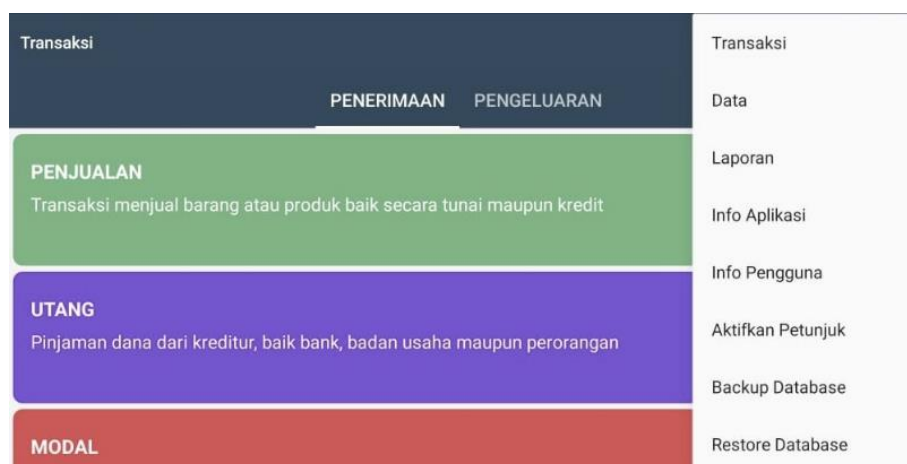 Transaksi
PENERIMAAN PENGELUARAN
PENJUALAN
Transaksi menjual barang atau produk baik secara tunai maupun kredit
UTANG
Pinjaman dana dari kreditur, baik bank, badan usaha maupun perorangan
MODAL
Transaksi
Data
Laporan
Info Aplikasi
Info Pengguna
Aktifkan Petunjuk
Backup Database
Restore Database